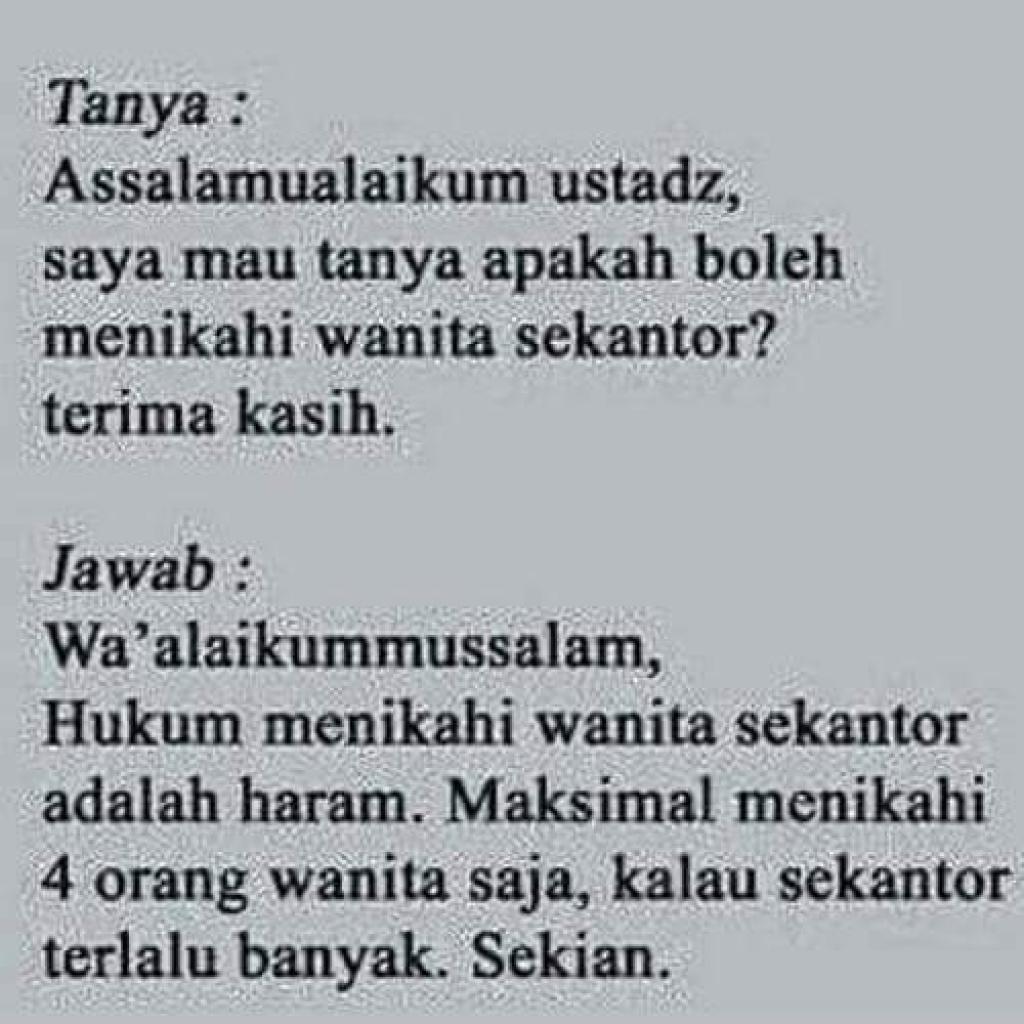 Tanya :
Assalamualaikum ustadz,
saya mau tanya apakah boleh
menikahi wanita sekantor?
terima kasih.
Jawab :
Wa'alaikummussalam,
Hukum menikahi wanita sekantor
adalah haram. Maksimal menikahi
4 orang wanita saja, kalau sekantor
terlalu banyak. Sekian.